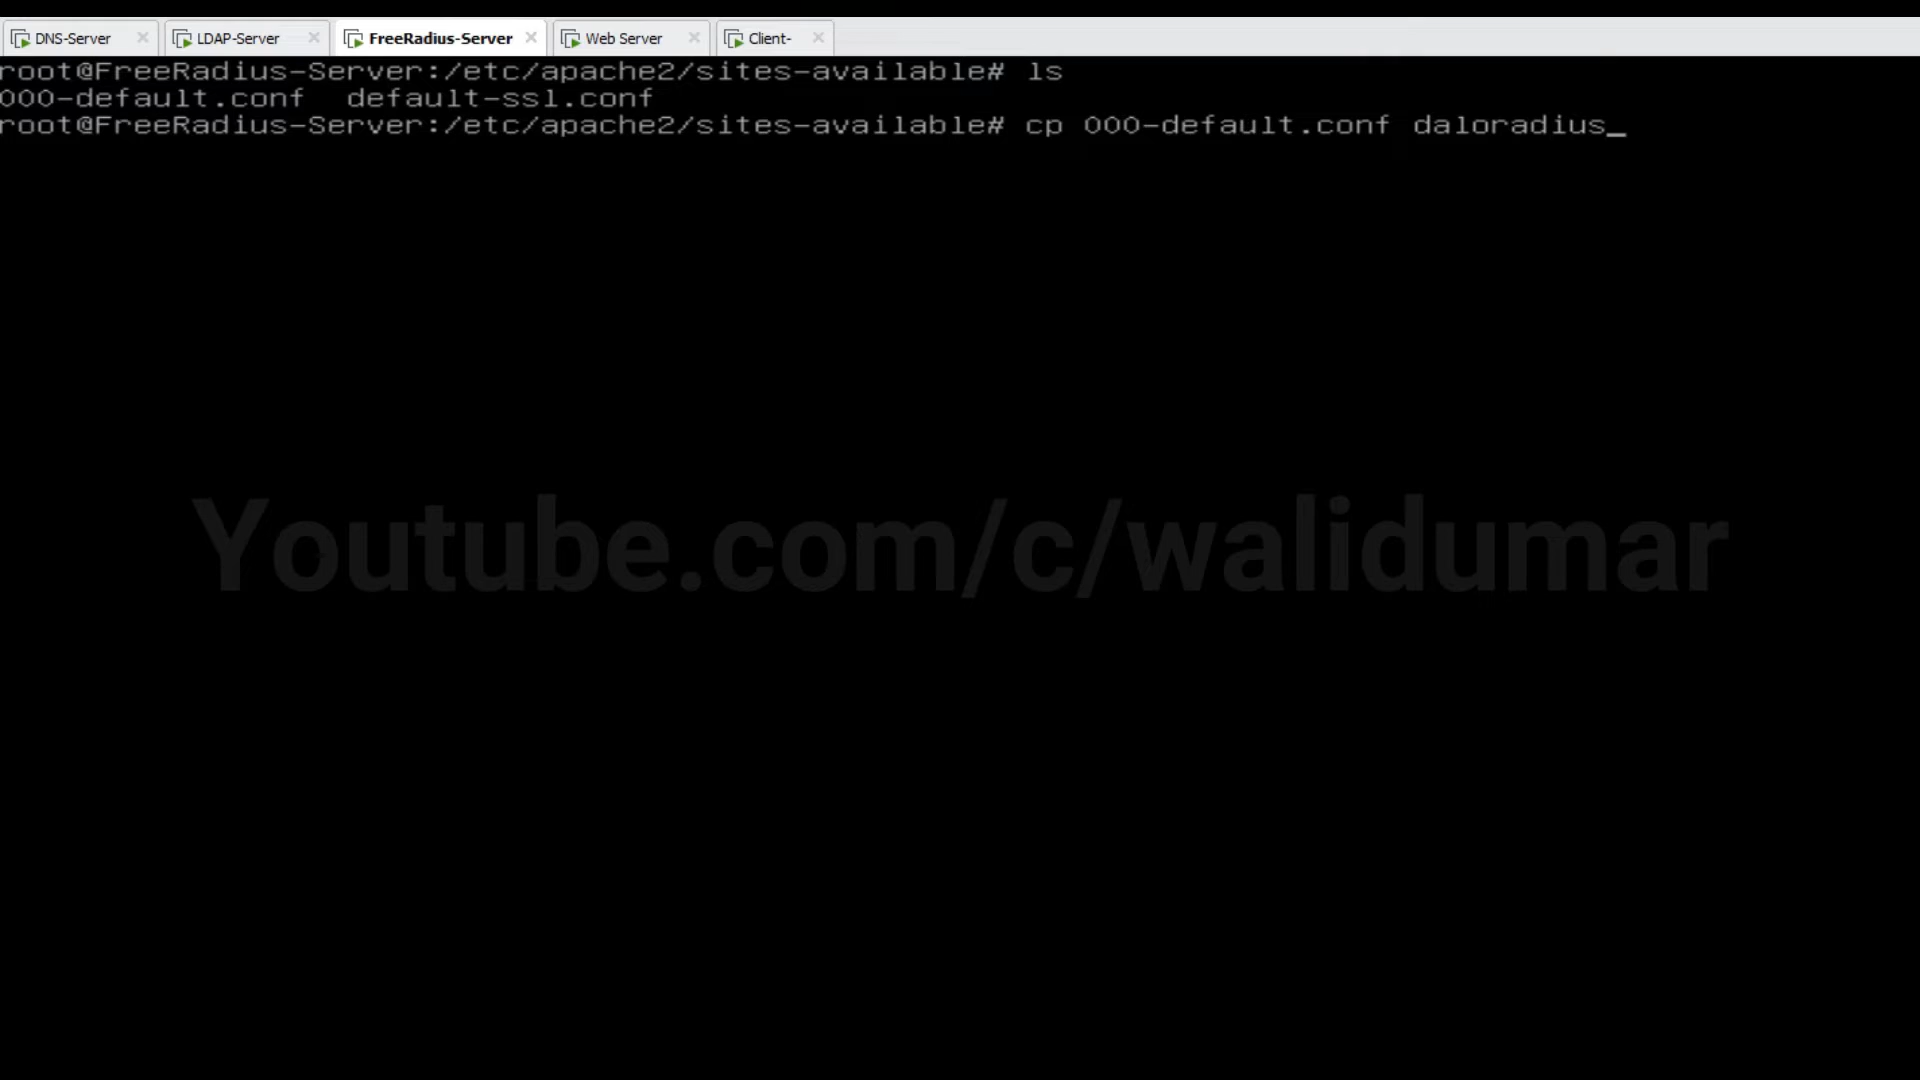 DNS-Server LDAP-Server FreeRadius-Server Web Server Client-
root@FreeRadius-Server:/etc/apache2/sites-available# ls
000-default.conf  default-ssl.conf
root@FreeRadius-Server:/etc/apache2/sites-available# cp 000-default.conf daloradius_
Youtube.com/c/walidumar